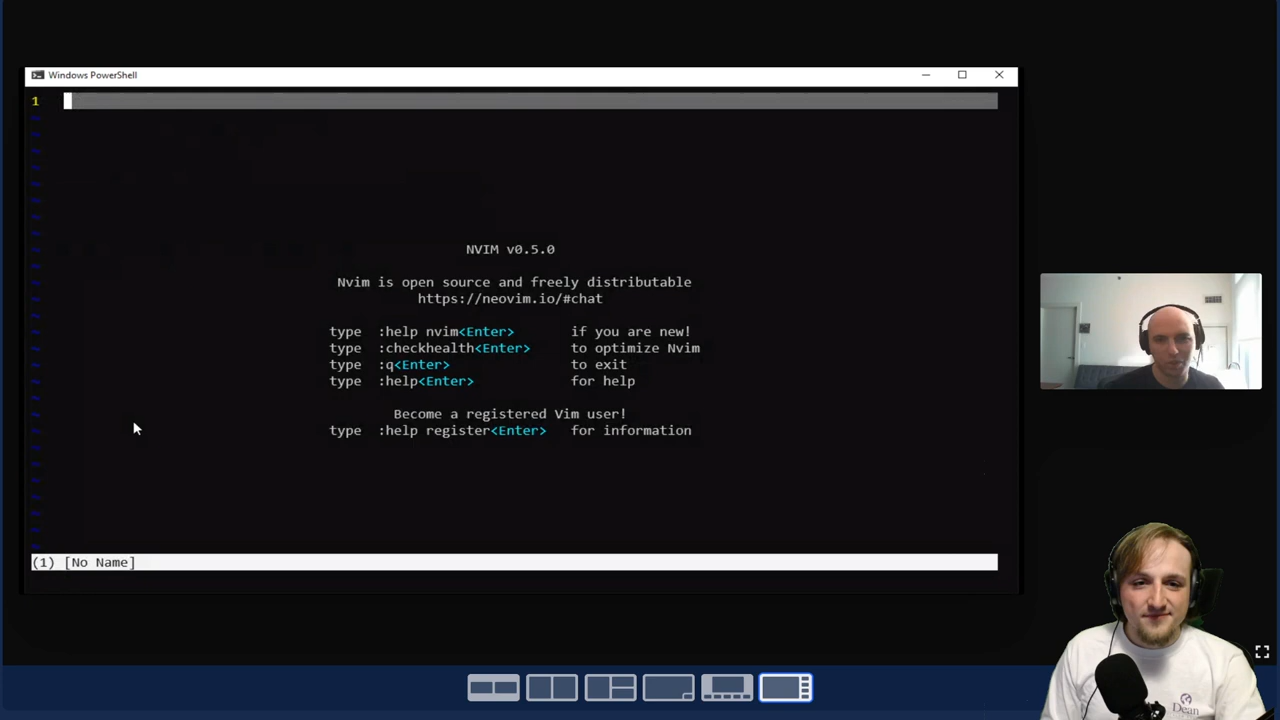 Windows PowerShell
1
NVIM v0.5.0
Nvim is open source and freely distributable
https://neovim.io/#chat
type :help nvim<Enter> if you are new!
type :checkhealth<Enter> to optimize Nvim
type :q<Enter> to exit
type :help<Enter> for help
Become a registered Vim user!
type :help register<Enter> for information
(1) [No Name]
Dean